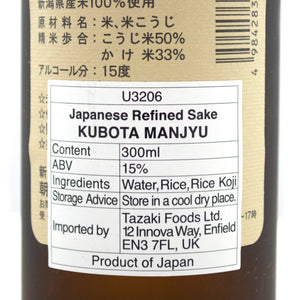 新潟県産米100%使用
米、米こうじ
精米歩合：こうじ米50%
かけ 米33%
アルコール分：15度
4984283
U3206
Japanese Refined Sake
KUBOTA MANJYU
Content 300ml
ABV 15%
Ingredients Water,Rice,Rice Koji
Storage Advice Store in a cool dry place.
Imported by Tazaki Foods Ltd.
12 Innova Way, Enfield
EN3 7FL, UK
Product of Japan